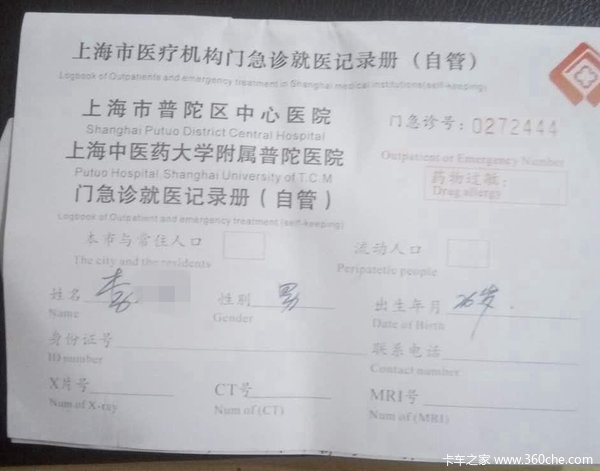 上海市医疗机构门急诊就医记录册（自管）
Logbook of Outpatients and emergency treatment in Shanghai medical institutions(self-keeping)
上海市普陀区中心医院
Shanghai Putuo District Central Hospital
门急诊号：0272444
Outpations of Emergency Number
上海中医药大学附属普陀医院
Putuo Hospital Shanghai University of T.C.M
药物过敏：
Drug allergy
门急诊就医记录册（自管）
Logbook of Outpatient and emergency treatment (self-keeping)
本市与常住人口
The city and the residents
流动人口
Peripatetic people
姓名 李
Name
性别 男
Gender
出生年月 26岁
Date of Birth
身份证号
ID number
联系电话
Contact number
X片号
Num of X-ray
CT号
Num of (CT)
MRI号
Num of (MRI)
卡车之家 www.360che.com